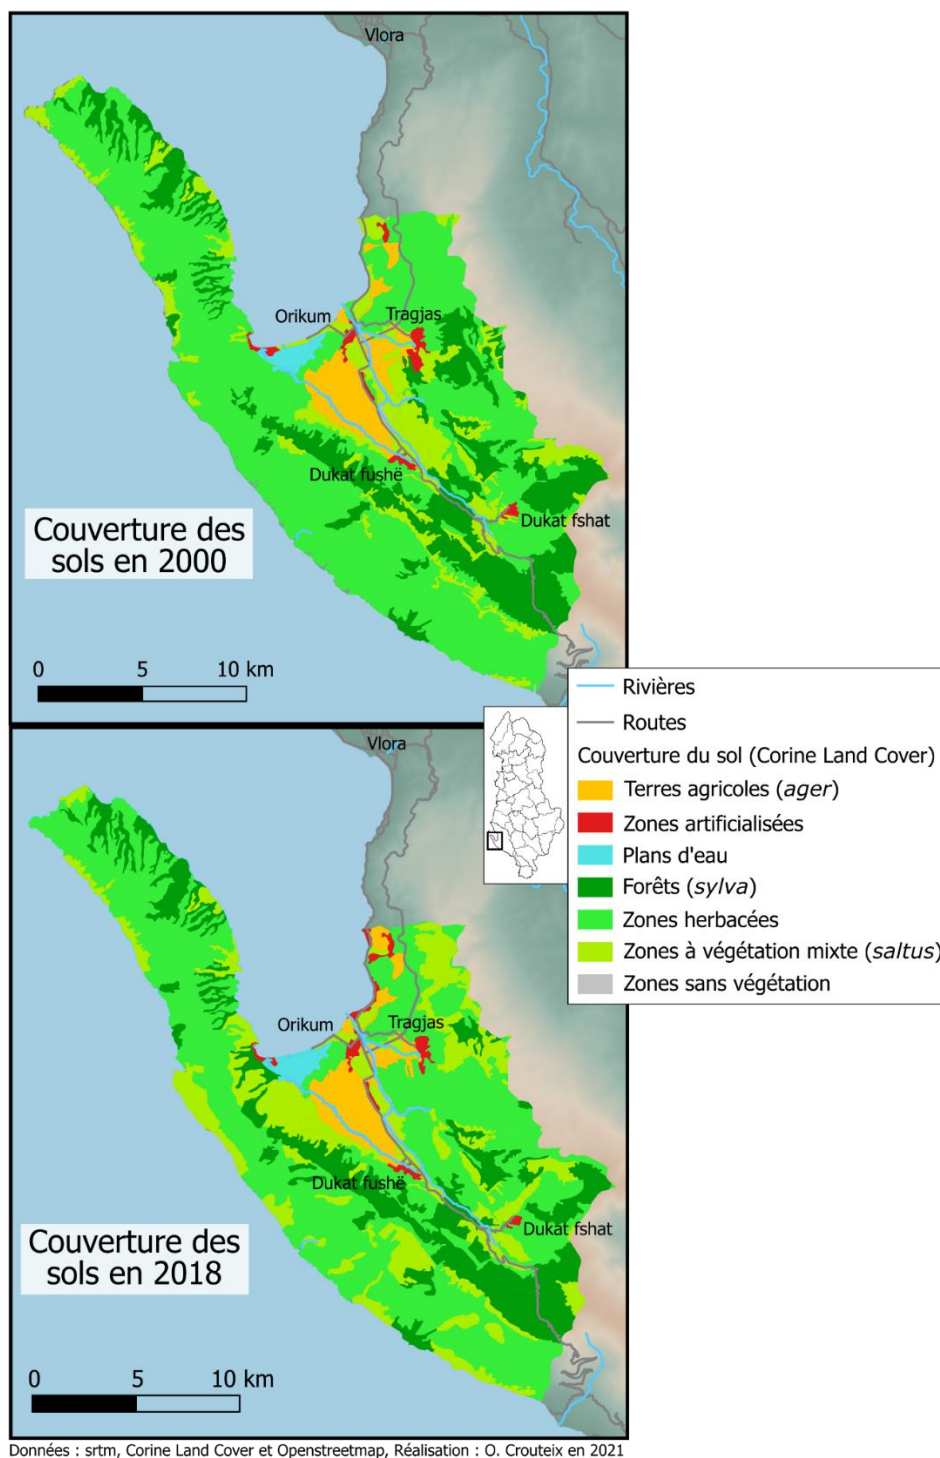 Vlora
Orikum
Tragjas
Dukat fushë
Dukat fshat
Couverture des
sols en 2000
0 5 10 km
Rivières
Routes
Couverture du sol (Corine Land Cover)
Terres agricoles (ager)
Zones artificialisées
Plans d'eau
Forêts (sylva)
Zones herbacées
Zones à végétation mixte (saltus)
Zones sans végétation
Vlora
Orikum
Tragjas
Dukat fushë
Dukat fshat
Couverture des
sols en 2018
0 5 10 km
Données : srtm, Corine Land Cover et Openstreetmap, Réalisation : O. Crouteix en 2021